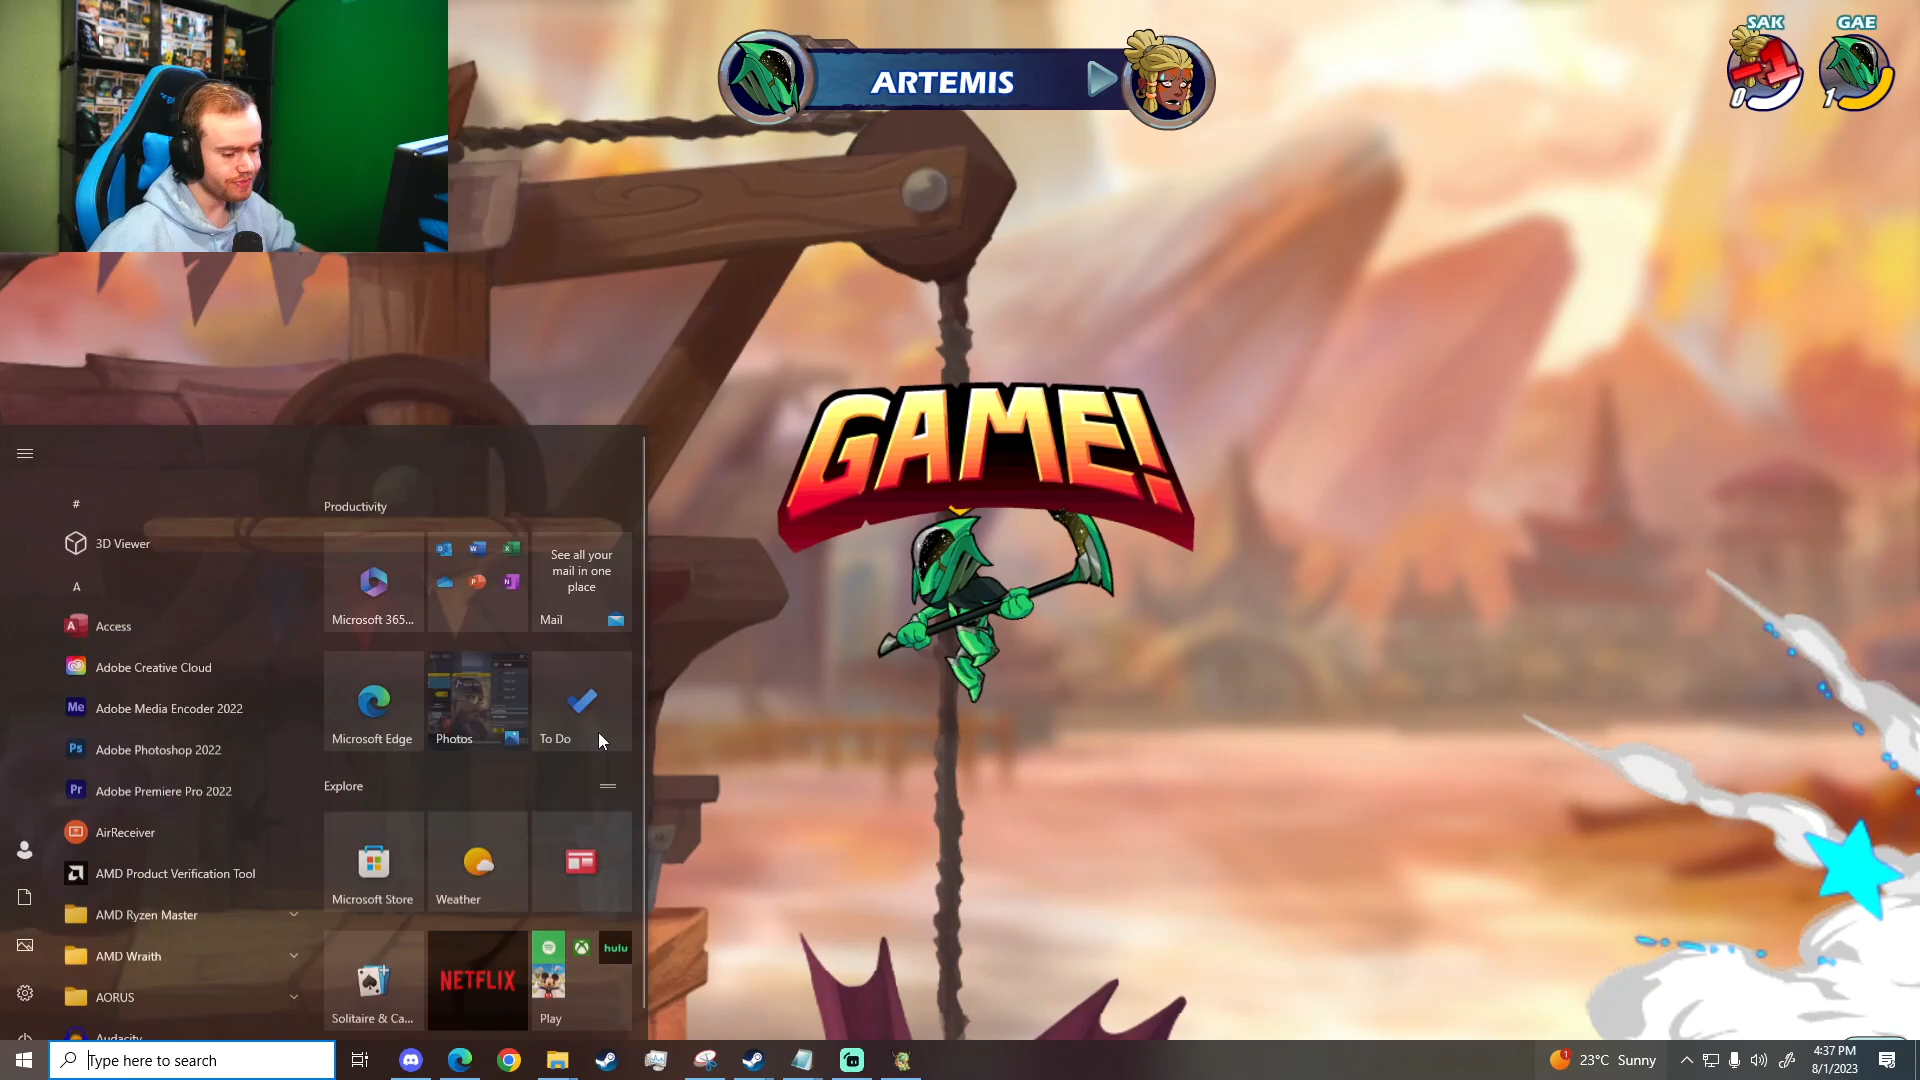 SAK
GAE
ARTEMIS
-1
0
1
GAME!
#
Productivity
3D Viewer
See all your
mail in one
place
A
Microsoft 365...
Mail
Access
Adobe Creative Cloud
Adobe Media Encoder 2022
Microsoft Edge
Photos
To Do
Adobe Photoshop 2022
Explore
Adobe Premiere Pro 2022
AirReceiver
AMD Product Verification Tool
Microsoft Store
Weather
AMD Ryzen Master
hulu
AMD Wraith
NETFLIX
AORUS
Solitaire & Ca...
Play
Audacity
Type here to search
1
23°C Sunny
4:37 PM
8/1/2023